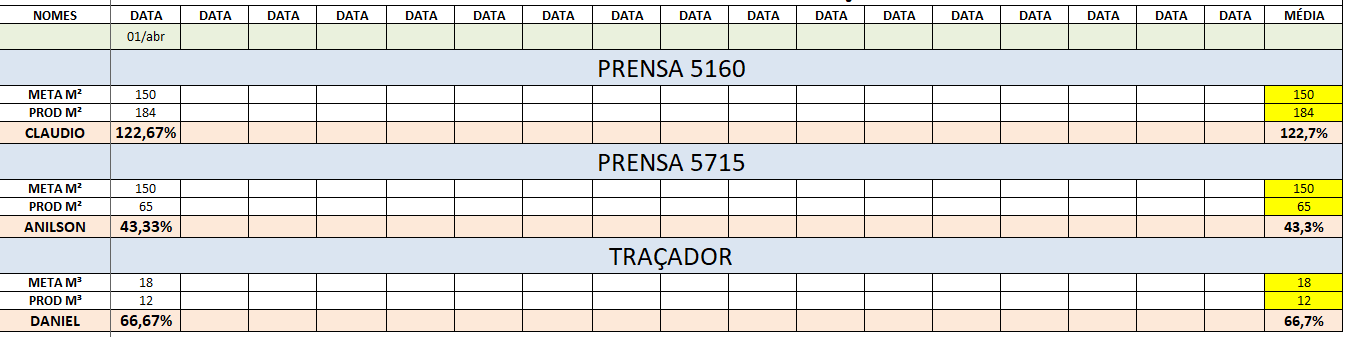 NOMES DATA DATA DATA DATA DATA DATA DATA DATA DATA DATA DATA DATA DATA DATA DATA DATA DATA MÉDIA
01/abr
PRENSA 5160
META M² 150 150
PROD M² 184 184
CLAUDIO 122,67% 122,7%
PRENSA 5715
META M² 150 150
PROD M² 65 65
ANILSON 43,33% 43,3%
TRAÇADOR
META M³ 18 18
PROD M³ 12 12
DANIEL 66,67% 66,7%